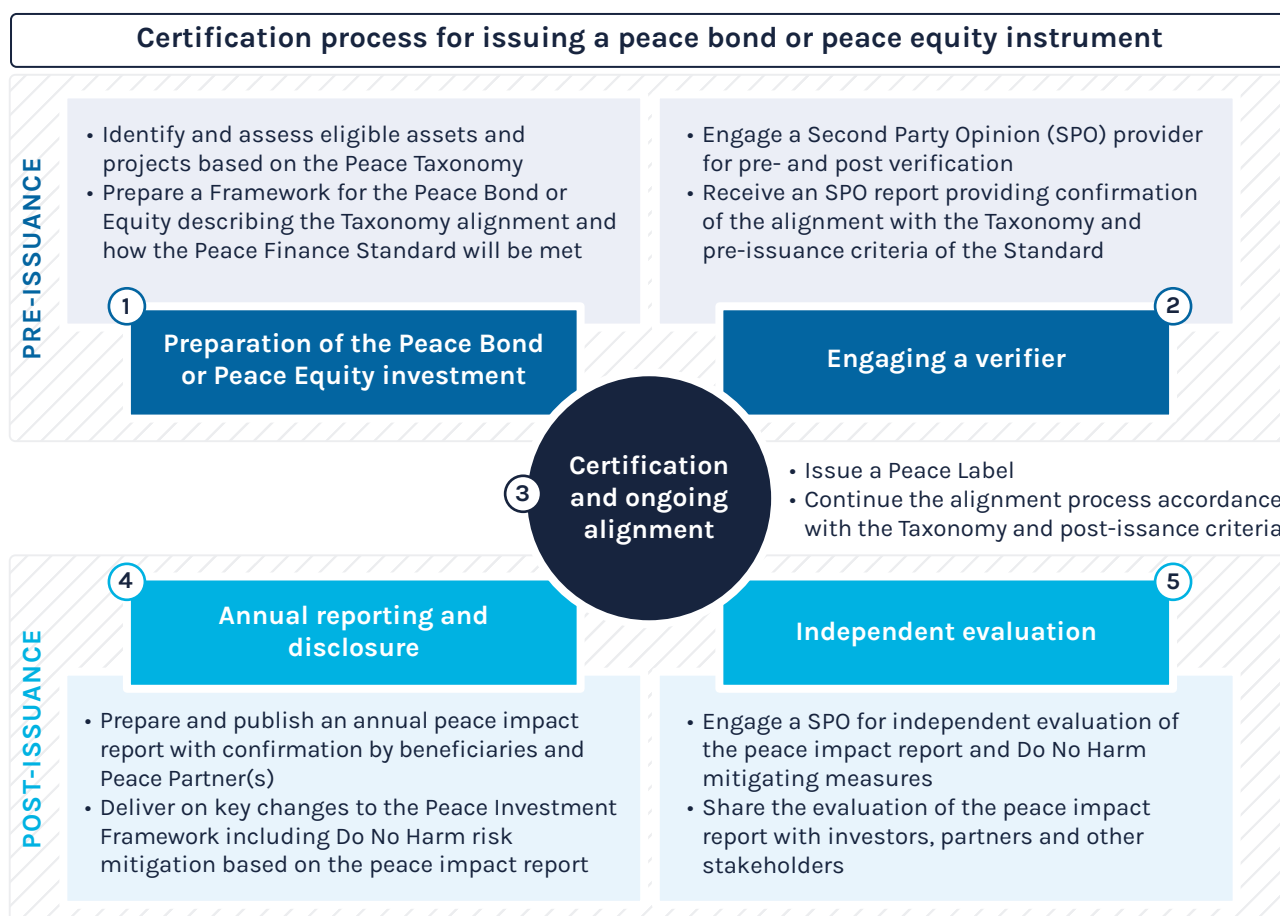 Certification process for issuing a peace bond or peace equity instrument
PRE-ISSUANCE
• Identify and assess eligible assets and
projects based on the Peace Taxonomy
• Prepare a Framework for the Peace Bond or
Equity describing the Taxonomy alignment and
how the Peace Finance Standard will be met
1
Preparation of the Peace Bond
or Peace Equity investment
• Engage a Second Party Opinion (SPO) provider
for pre- and post verification
• Receive an SPO report providing confirmation
of the alignment with the Taxonomy and
pre-issuance criteria of the Standard
2
Engaging a verifier
3
Certification
and ongoing
alignment
• Issue a Peace Label
• Continue the alignment process accordance
with the Taxonomy and post-issance criteria
POST-ISSUANCE
4
Annual reporting and
disclosure
• Prepare and publish an annual peace impact
report with confirmation by beneficiaries and
Peace Partner(s)
• Deliver on key changes to the Peace Investment
Framework including Do No Harm risk
mitigation based on the peace impact report
5
Independent evaluation
• Engage a SPO for independent evaluation of
the peace impact report and Do No Harm
mitigating measures
• Share the evaluation of the peace impact
report with investors, partners and other
stakeholders